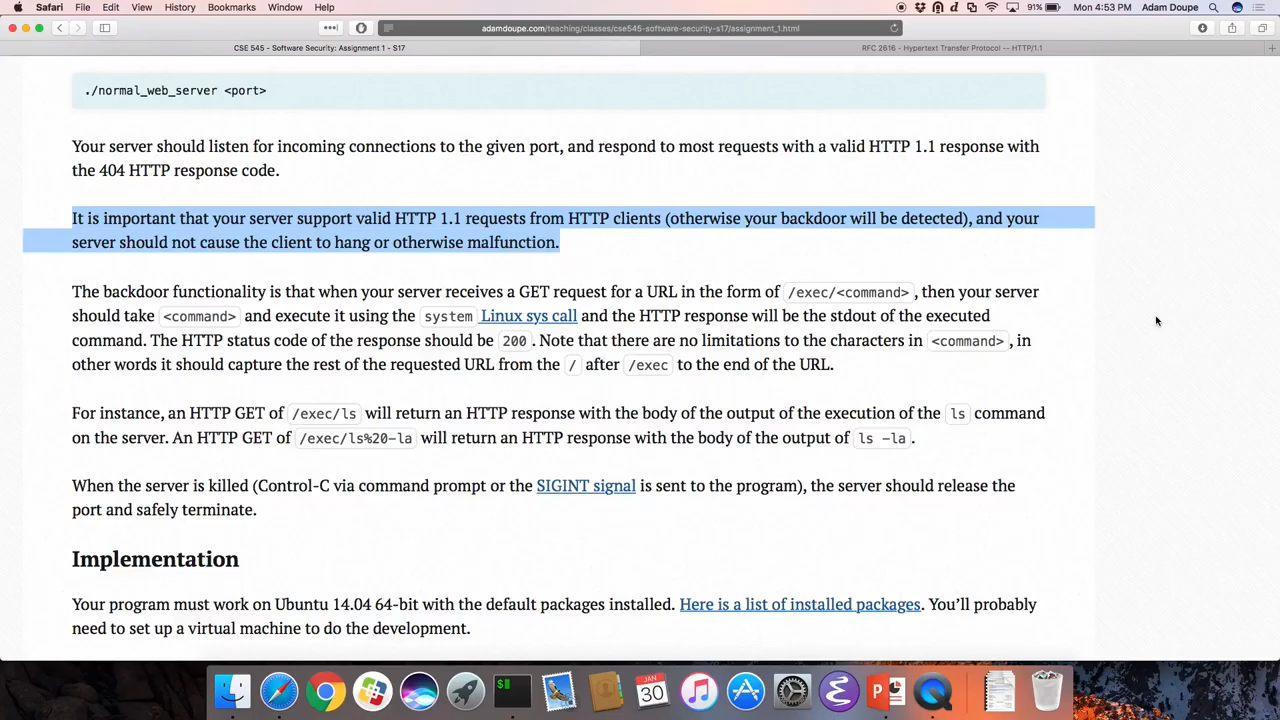 Safari File Edit View History Bookmarks Window Help 91% Mon 4:53 PM Adam Doupe
adamdoupe.com/teaching/classes/cse545-software-security-s17/assignment_1.html
CSE 545 - Software Security: Assignment 1 - S17 RFC 2616 - Hypertext Transfer Protocol -- HTTP/1.1
./normal_web_server <port>
Your server should listen for incoming connections to the given port, and respond to most requests with a valid HTTP 1.1 response with
the 404 HTTP response code.
It is important that your server support valid HTTP 1.1 requests from HTTP clients (otherwise your backdoor will be detected), and your
server should not cause the client to hang or otherwise malfunction.
The backdoor functionality is that when your server receives a GET request for a URL in the form of /exec/<command>, then your server
should take <command> and execute it using the system Linux sys call and the HTTP response will be the stdout of the executed
command. The HTTP status code of the response should be 200. Note that there are no limitations to the characters in <command>, in
other words it should capture the rest of the requested URL from the / after /exec to the end of the URL.
For instance, an HTTP GET of /exec/ls will return an HTTP response with the body of the output of the execution of the ls command
on the server. An HTTP GET of /exec/ls%20-la will return an HTTP response with the body of the output of ls -la.
When the server is killed (Control-C via command prompt or the SIGINT signal is sent to the program), the server should release the
port and safely terminate.
Implementation
Your program must work on Ubuntu 14.04 64-bit with the default packages installed. Here is a list of installed packages. You'll probably
need to set up a virtual machine to do the development.
JAN
30